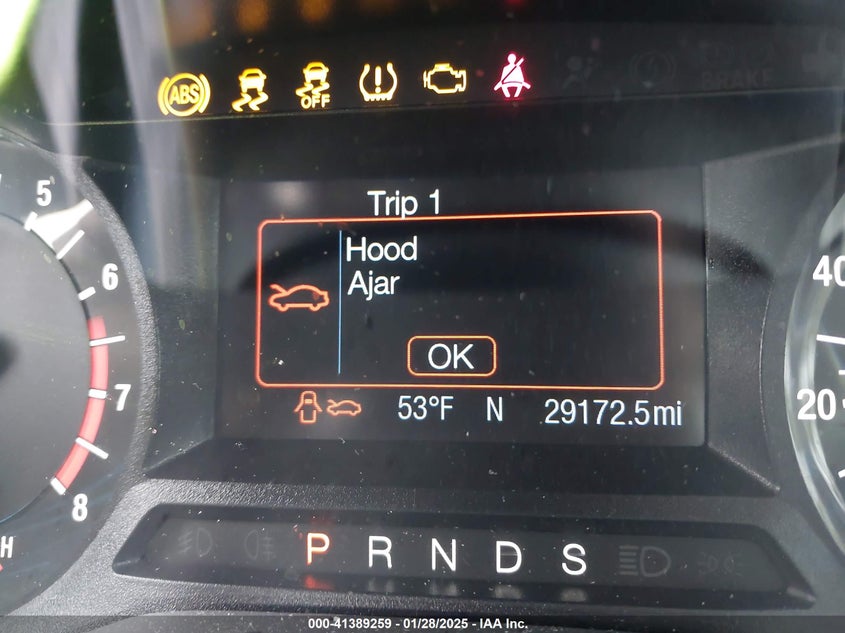 ABS
OFF
BRAKE
Trip 1
5
6
7
8
Hood
Ajar
OK
40
20
53°F N 29172.5mi
H
P R N D S
000-41389259 - 01/28/2025 - IAA Inc.